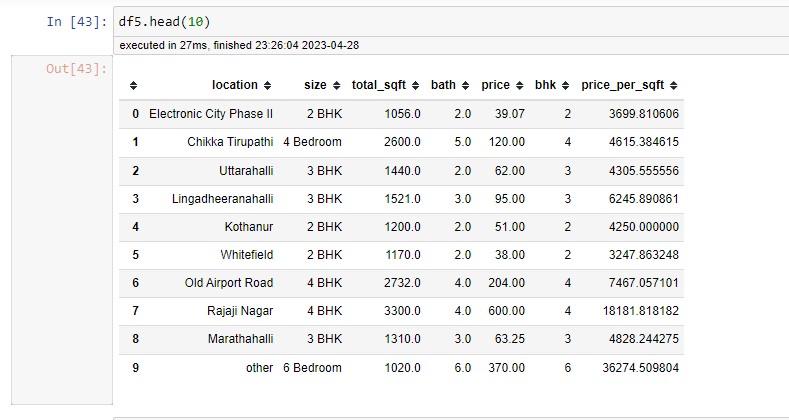 In [43]: df5.head(10)
executed in 27ms, finished 23:26:04 2023-04-28
Out[43]:
location size total_sqft bath price bhk price_per_sqft
0 Electronic City Phase II 2 BHK 1056.0 2.0 39.07 2 3699.810606
1 Chikka Tirupathi 4 Bedroom 2600.0 5.0 120.00 4 4615.384615
2 Uttarahalli 3 BHK 1440.0 2.0 62.00 3 4305.555556
3 Lingadheeranahalli 3 BHK 1521.0 3.0 95.00 3 6245.890861
4 Kothanur 2 BHK 1200.0 2.0 51.00 2 4250.000000
5 Whitefield 2 BHK 1170.0 2.0 38.00 2 3247.863248
6 Old Airport Road 4 BHK 2732.0 4.0 204.00 4 7467.057101
7 Rajaji Nagar 4 BHK 3300.0 4.0 600.00 4 18181.818182
8 Marathahalli 3 BHK 1310.0 3.0 63.25 3 4828.244275
9 other 6 Bedroom 1020.0 6.0 370.00 6 36274.509804